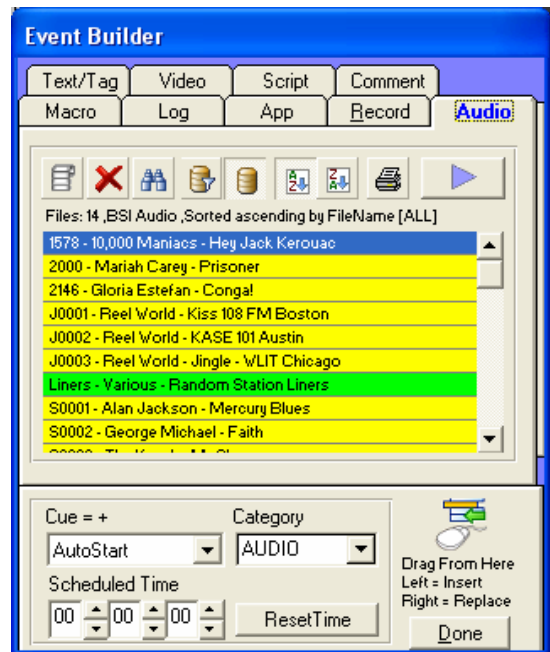 Event Builder
Text/Tag Video Script Comment
Macro Log App Record Audio
Files: 14 ,BSI Audio ,Sorted ascending by FileName [ALL]
1578 - 10,000 Maniacs - Hey Jack Kerouac
2000 - Mariah Carey - Prisoner
2146 - Gloria Estefan - Conga!
J0001 - Reel World - Kiss 108 FM Boston
J0002 - Reel World - KASE 101 Austin
J0003 - Reel World - Jingle - WLIT Chicago
Liners - Various - Random Station Liners
S0001 - Alan Jackson - Mercury Blues
S0002 - George Michael - Faith
Cue = + Category
AutoStart AUDIO
Drag From Here
Left = Insert
Right = Replace
Scheduled Time
00 00 00 ResetTime
Done